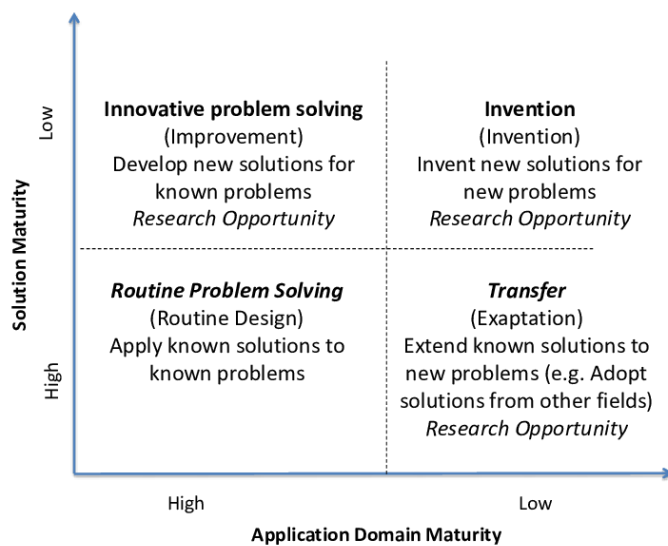 Solution Maturity
Low
High
Innovative problem solving
(Improvement)
Develop new solutions for
known problems
Research Opportunity
Invention
(Invention)
Invent new solutions for
new problems
Research Opportunity
Routine Problem Solving
(Routine Design)
Apply known solutions to
known problems
Transfer
(Exaptation)
Extend known solutions to
new problems (e.g. Adopt
solutions from other fields)
Research Opportunity
High
Low
Application Domain Maturity